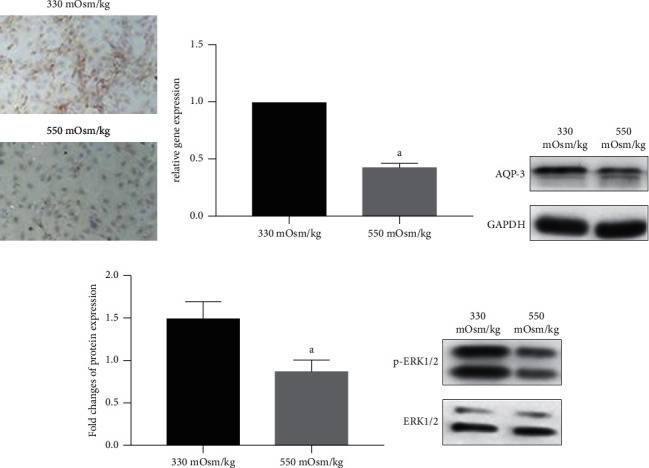 330 mOsm/kg
550 mOsm/kg
relative gene expression
1.5
1.0
0.5
0.0
a
330 mOsm/kg
550 mOsm/kg
330
mOsm/kg
550
mOsm/kg
AQP-3
GAPDH
Fold changes of protein expression
2.0
1.5
1.0
0.5
0.0
a
330 mOsm/kg
550 mOsm/kg
330
mOsm/kg
550
mOsm/kg
p-ERK1/2
ERK1/2